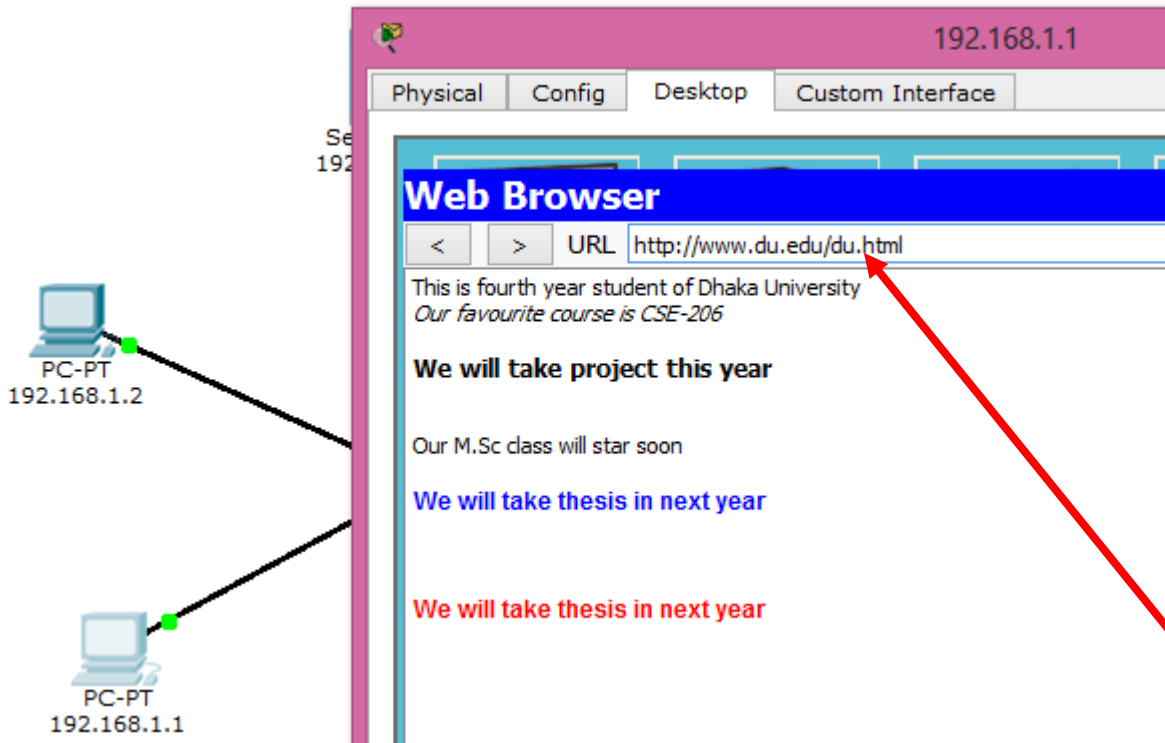 192.168.1.1
Physical Config Desktop Custom Interface
Se
192
Web Browser
< > URL http://www.du.edu/du.html
This is fourth year student of Dhaka University
Our favourite course is CSE-206
We will take project this year
Our M.Sc class will star soon
We will take thesis in next year
We will take thesis in next year
PC-PT
192.168.1.2
PC-PT
192.168.1.1